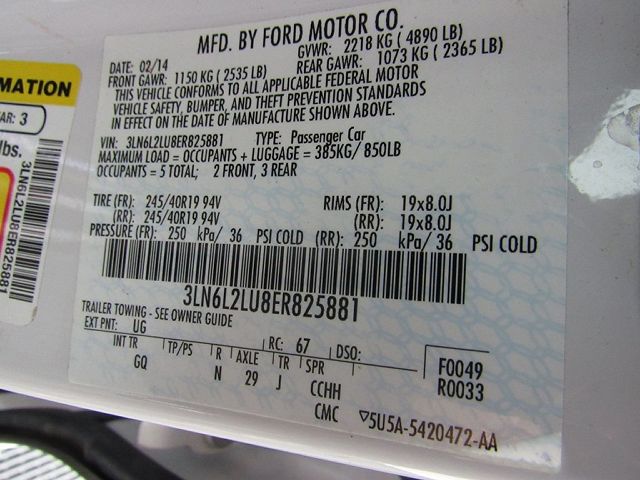 MFD. BY FORD MOTOR CO.
DATE: 02/14
GVWR: 2218 KG ( 4890 LB)
FRONT GAWR: 1150 KG ( 2535 LB)
REAR GAWR: 1073 KG ( 2365 LB)
THIS VEHICLE CONFORMS TO ALL APPLICABLE FEDERAL MOTOR
VEHICLE SAFETY, BUMPER, AND THEFT PREVENTION STANDARDS
IN EFFECT ON THE DATE OF MANUFACTURE SHOWN ABOVE.
VIN: 3LN6L2LU8ER825881 TYPE: Passenger Car
MAXIMUM LOAD = OCCUPANTS + LUGGAGE = 385KG/ 850LB
OCCUPANTS = 5 TOTAL; 2 FRONT, 3 REAR
TIRE (FR): 245/40R19 94V RIMS (FR): 19x8.0J
(RR): 245/40R19 94V (RR): 19x8.0J
PRESSURE (FR): 250 kPa/ 36 PSI COLD (RR): 250 kPa/ 36 PSI COLD
3LN6L2LU8ER825881
TRAILER TOWING - SEE OWNER GUIDE
EXT PNT: UG RC: 67 DSO:
INT TR TP/PS R AXLE TR SPR
GQ N 29 J CCHH
CMC
F0049
R0033
▽5U5A-5420472-AA
MATION
AR: 3
lbs.
3LN6L2LU8ER825881